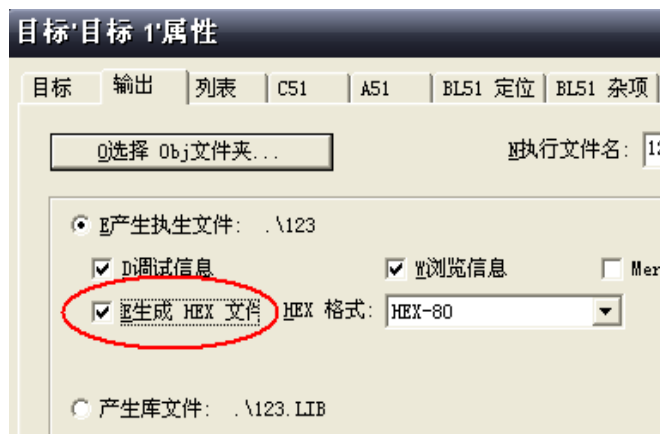 目标'目标 1'属性
目标 输出 列表 C51 A51 BL51 定位 BL51 杂项
O选择 Obj文件夹... N执行文件名: 12
E产生执生文件: .\123
D调试信息 W浏览信息 Mer
E生成 HEX 文件 HEX 格式: HEX-80
产生库文件: .\123.LIB